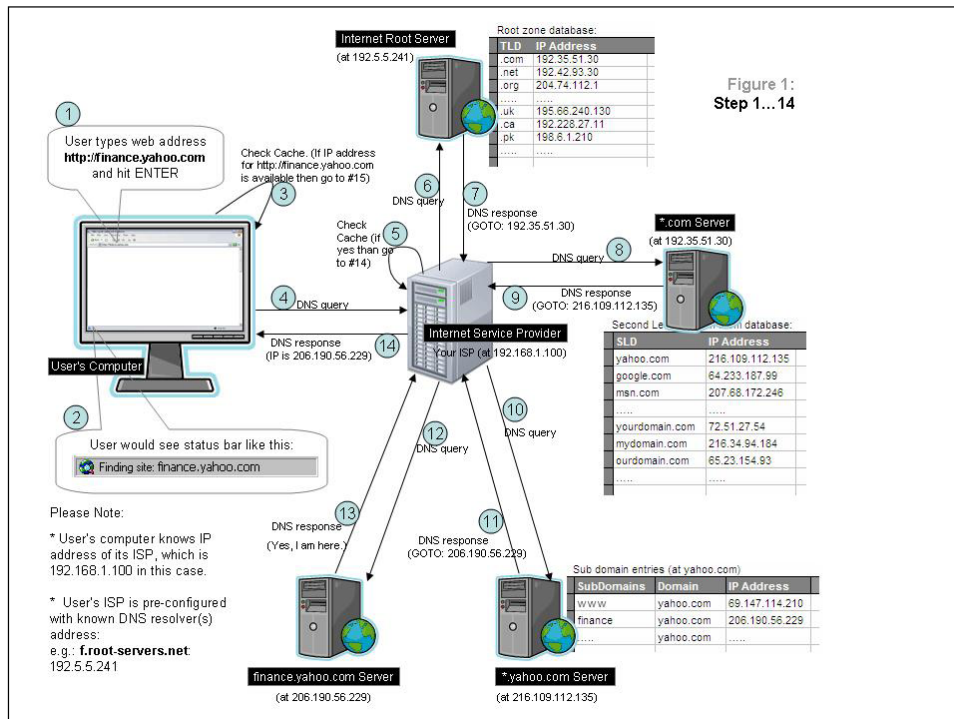 Figure 1:
Step 1...14
Internet Root Server
(at 192.5.5.241)
Root zone database:
TLD IP Address
.com 192.35.51.30
.net 192.42.93.30
.org 204.74.112.1
..... .....
.uk 195.66.240.130
.ca 192.228.27.11
.pk 198.6.1.210
..... .....
1
User types web address
http://finance.yahoo.com
and hit ENTER
Check Cache. (If IP address
for http://finance.yahoo.com
is available then go to #15)
3
6
DNS query
7
DNS response
(GOTO: 192.35.51.30)
Check
Cache (if
yes than go
to #14)
5
*.com Server
(at 192.35.51.30)
8
DNS query
9
DNS response
(GOTO: 216.109.112.135)
4
DNS query
Internet Service Provider
Your ISP (at 192.168.1.100)
14
DNS response
(IP is 206.190.56.229)
User's Computer
Second Le database:
SLD IP Address
yahoo.com 216.109.112.135
google.com 64.233.187.99
msn.com 207.68.172.246
..... .....
yourdomain.com 72.51.27.54
mydomain.com 216.34.94.184
ourdomain.com 65.23.154.93
..... .....
2
User would see status bar like this:
Finding site: finance.yahoo.com
12
DNS query
10
DNS query
13
DNS response
(Yes, I am here.)
11
DNS response
(GOTO: 206.190.56.229)
Please Note:
* User's computer knows IP
address of its ISP, which is
192.168.1.100 in this case.
* User's ISP is pre-configured
with known DNS resolver(s)
address:
e.g.: f.root-servers.net:
192.5.5.241
Sub domain entries (at yahoo.com)
SubDomains Domain IP Address
www yahoo.com 69.147.114.210
finance yahoo.com 206.190.56.229
..... yahoo.com .....
finance.yahoo.com Server
(at 206.190.56.229)
*.yahoo.com Server
(at 216.109.112.135)